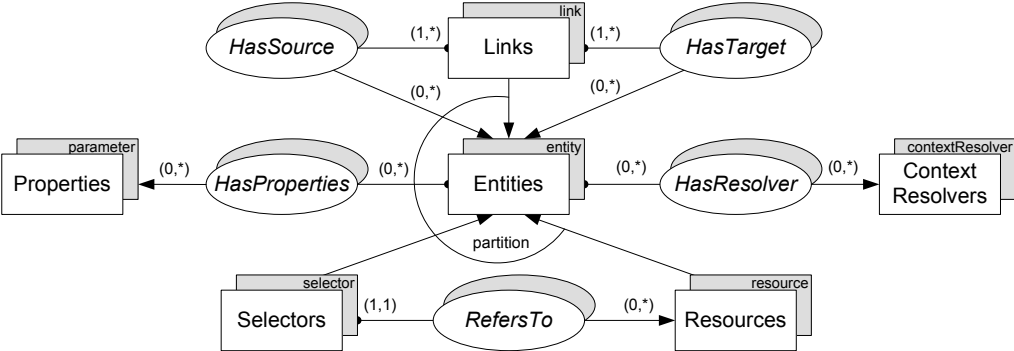 link
HasSource
(1,*)
Links
(1,*)
HasTarget
(0,*)
(0,*)
parameter
entity
contextResolver
Properties
(0,*)
HasProperties
(0,*)
Entities
(0,*)
HasResolver
(0,*)
Context
Resolvers
partition
selector
resource
Selectors
(1,1)
RefersTo
(0,*)
Resources